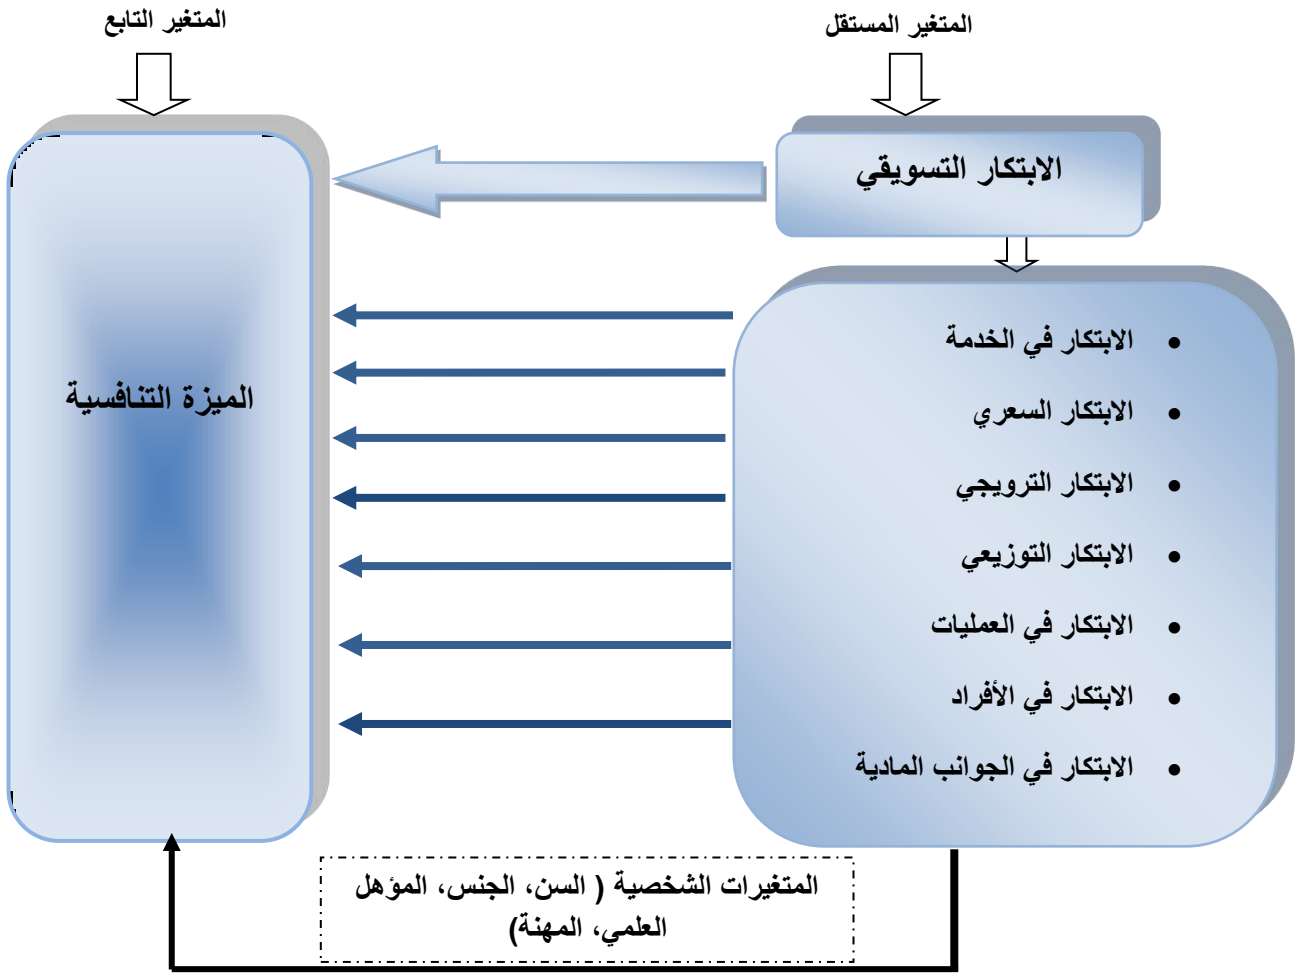 المتغير المستقل
المتغير التابع
الابتكار التسويقي
• الابتكار في الخدمة
• الابتكار السعري
• الابتكار الترويجي
• الابتكار التوزيعي
• الابتكار في العمليات
• الابتكار في الأفراد
• الابتكار في الجوانب المادية
الميزة التنافسية
المتغيرات الشخصية ( السن، الجنس، المؤهل
العلمي، المهنة)